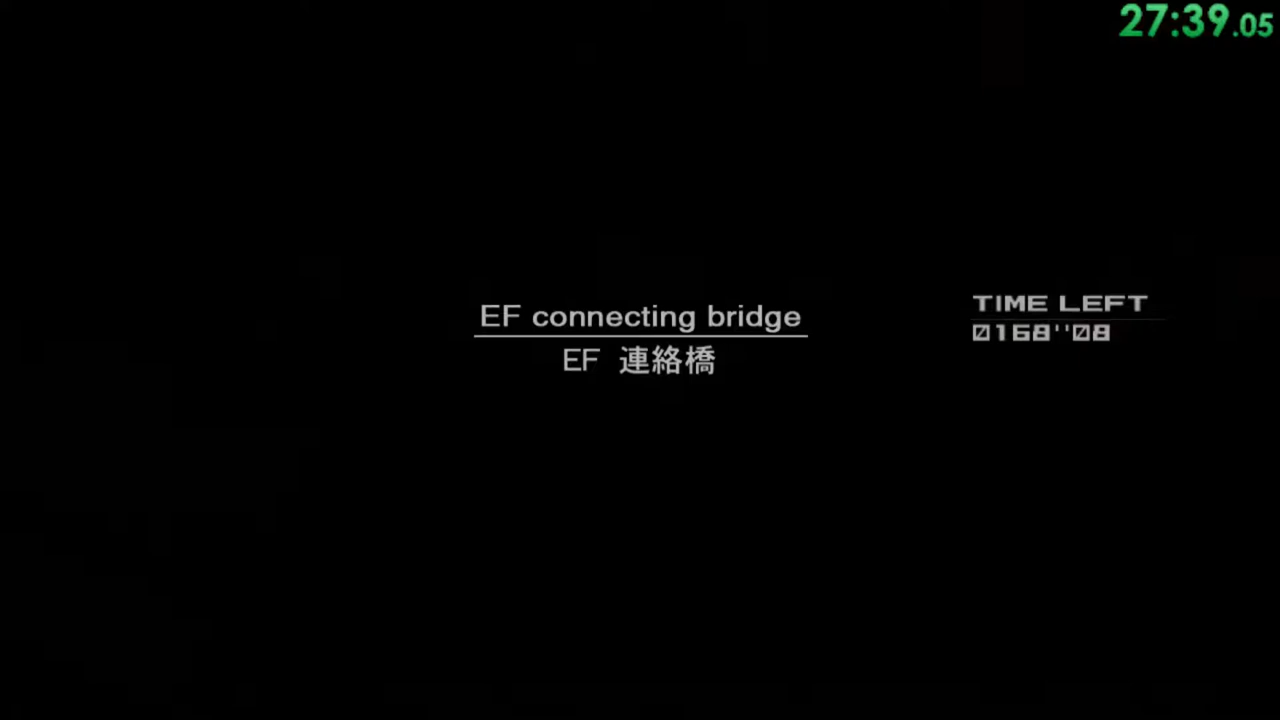 27:39.05
EF connecting bridge
EF 連絡橋
TIME LEFT
0168"08